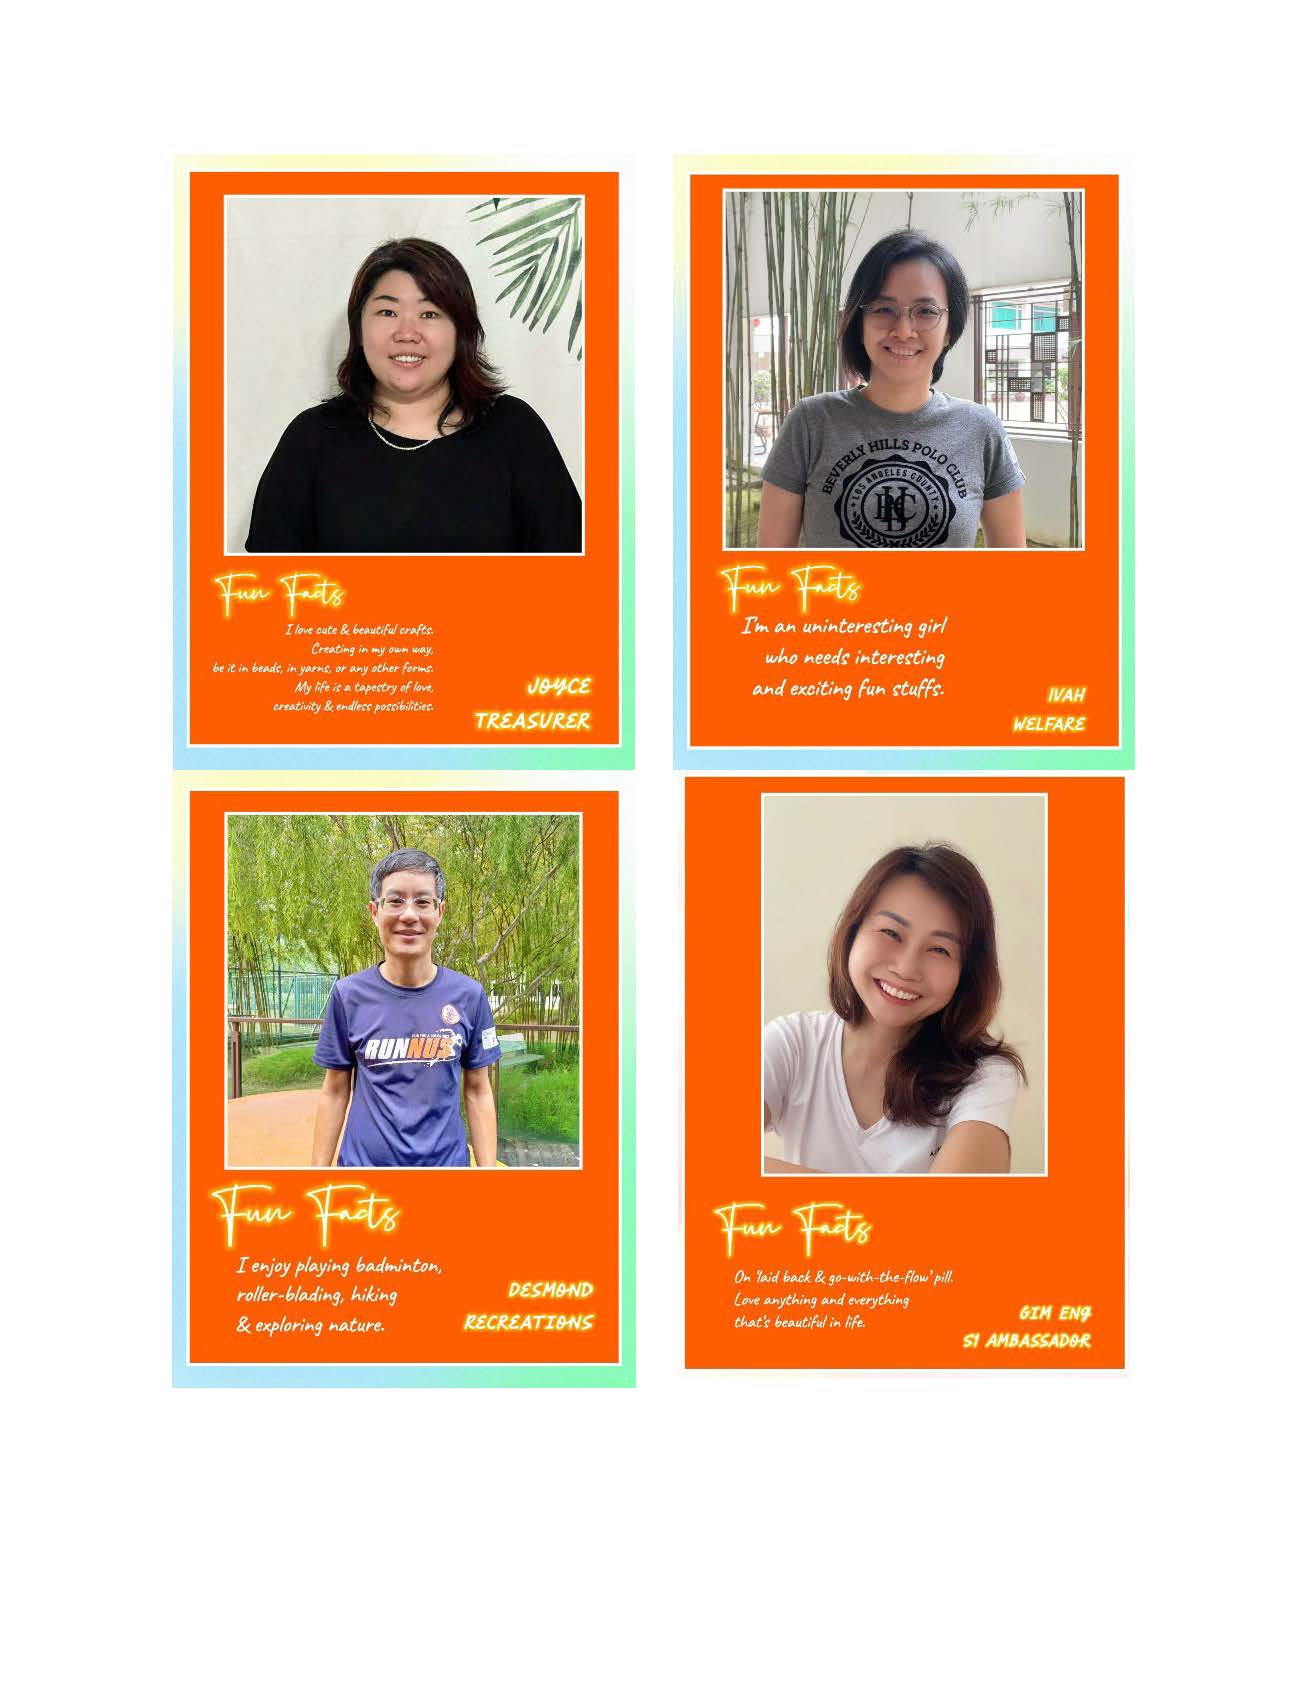 BEVERLY HILLS POLO CLUB
LOS ANGELES COUNTY
Fun Facts
I love cute & beautiful crafts.
Creating in my own way,
be it in beads, in yarns, or any other forms.
My life is a tapestry of love,
creativity & endless possibilities.
JOYCE
TREASURER
Fun Facts
I'm an uninteresting girl
who needs interesting
and exciting fun stuffs.
IVAH
WELFARE
RUNNUS
Fun Facts
I enjoy playing badminton,
roller-blading, hiking
& exploring nature.
DESMOND
RECREATIONS
Fun Facts
On 'laid back & go-with-the-flow' pill.
Love anything and everything
that's beautiful in life.
GIM ENG
S1 AMBASSADOR